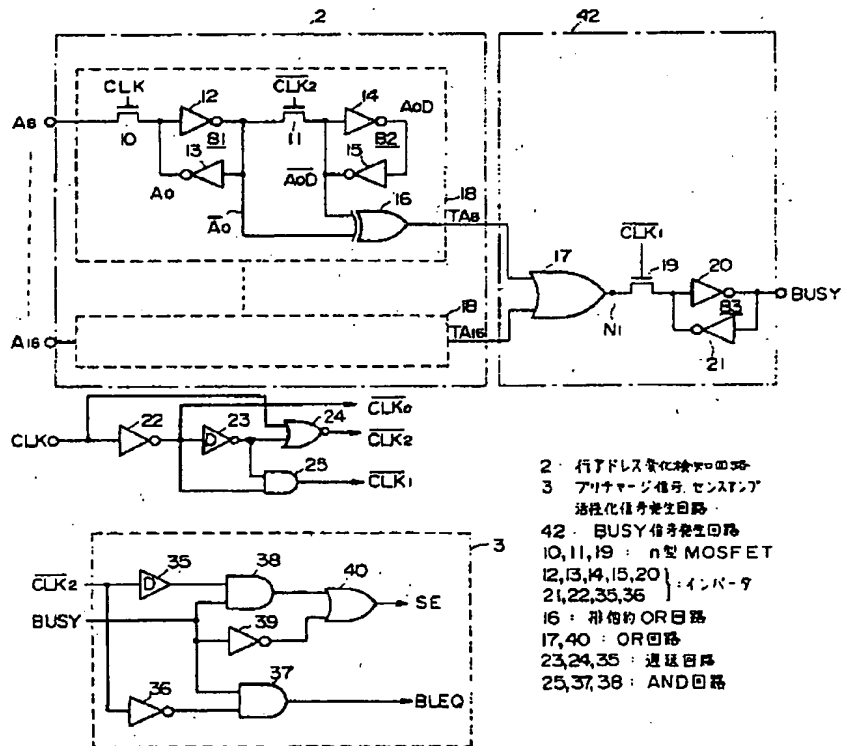 2
42
CLK
CLK2
A8
12
14
A0D
10
B1
11
B2
13
15
A0
A0D
16
A0
18
TA8
17
CLK1
19
20
BUSY
B3
N1
21
18
A16
TA16
CLK
22
23
D
24
CLK0
CLK2
25
CLK1
3
CLK2
35
D
38
40
SE
BUSY
39
37
36
BLEQ
2 : 行アドレス変化検知回路
3 プリチャージ信号、センスアンプ
活性化信号発生回路
42 : BUSY信号発生回路
10,11,19 : n型 MOSFET
12,13,14,15,20
21,22,35,36 : インバータ
16 : 排他的OR回路
17,40 : OR回路
23,24,35 : 遅延回路
25,37,38 : AND回路